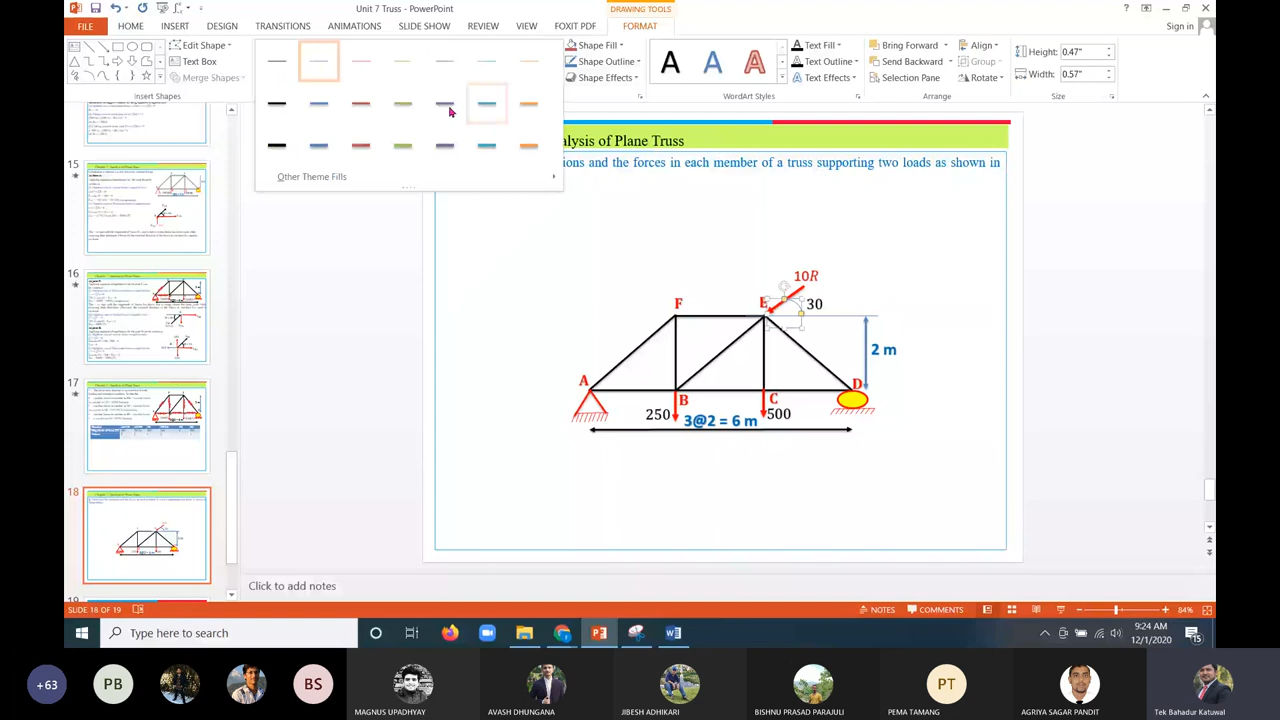 Unit 7 Truss - PowerPoint
DRAWING TOOLS
FILE
HOME
INSERT
DESIGN
TRANSITIONS
ANIMATIONS
SLIDE SHOW
REVIEW
VIEW
FOXIT PDF
FORMAT
Sign in
Edit Shape
Text Box
Merge Shapes
Insert Shapes
Other Theme Fills
Shape Fill
Shape Outline
Shape Effects
A A A
Text Fill
Text Outline
Text Effects
WordArt Styles
Bring Forward
Send Backward
Selection Pane
Align
Group
Rotate
Arrange
Height: 0.47"
Width: 0.57"
Size
15
16
17
18
19
alysis of Plane Truss
ions and the forces in each member of a truss supporting two loads as shown in
10R
F
E
30
2 m
A
B
C
D
250
500
3@2 = 6 m
Click to add notes
SLIDE 18 OF 19
NOTES
COMMENTS
84%
Type here to search
9:24 AM
12/1/2020
15
+63
PB
BS
MAGNUS UPADHYAY
AVASH DHUNGANA
JIBESH ADHIKARI
BISHNU PRASAD PARAJULI
PT
PEMA TAMANG
AGRIYA SAGAR PANDIT
Tek Bahadur Katuwal